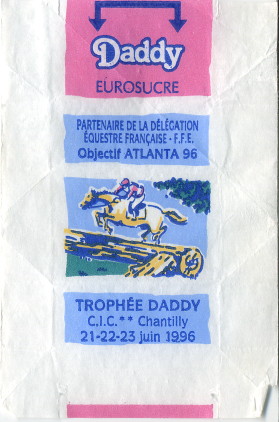 Daddy
EUROSUCRE
PARTENAIRE DE LA DÉLÉGATION
ÉQUESTRE FRANÇAISE - F.F.E.
Objectif ATLANTA 96
TROPHÉE DADDY
C.I.C.** Chantilly
21-22-23 juin 1996